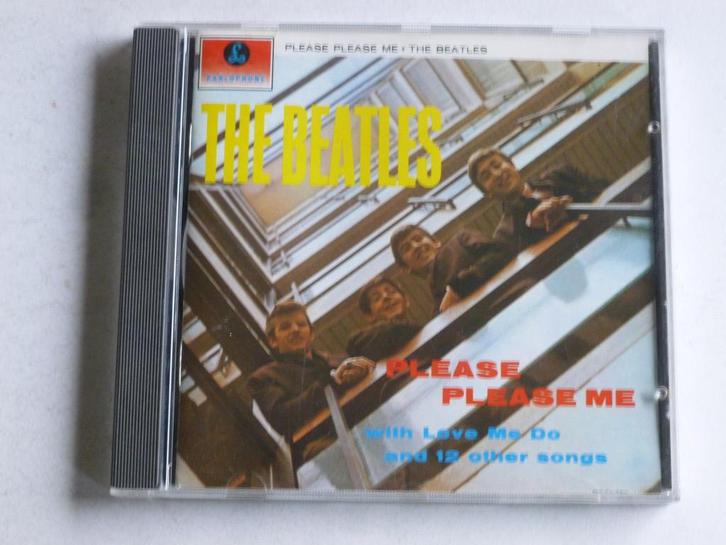 PLEASE PLEASE ME • THE BEATLES
PARLOPHONE
THE BEATLES
PLEASE
PLEASE ME
with Love Me Do
and 12 other songs